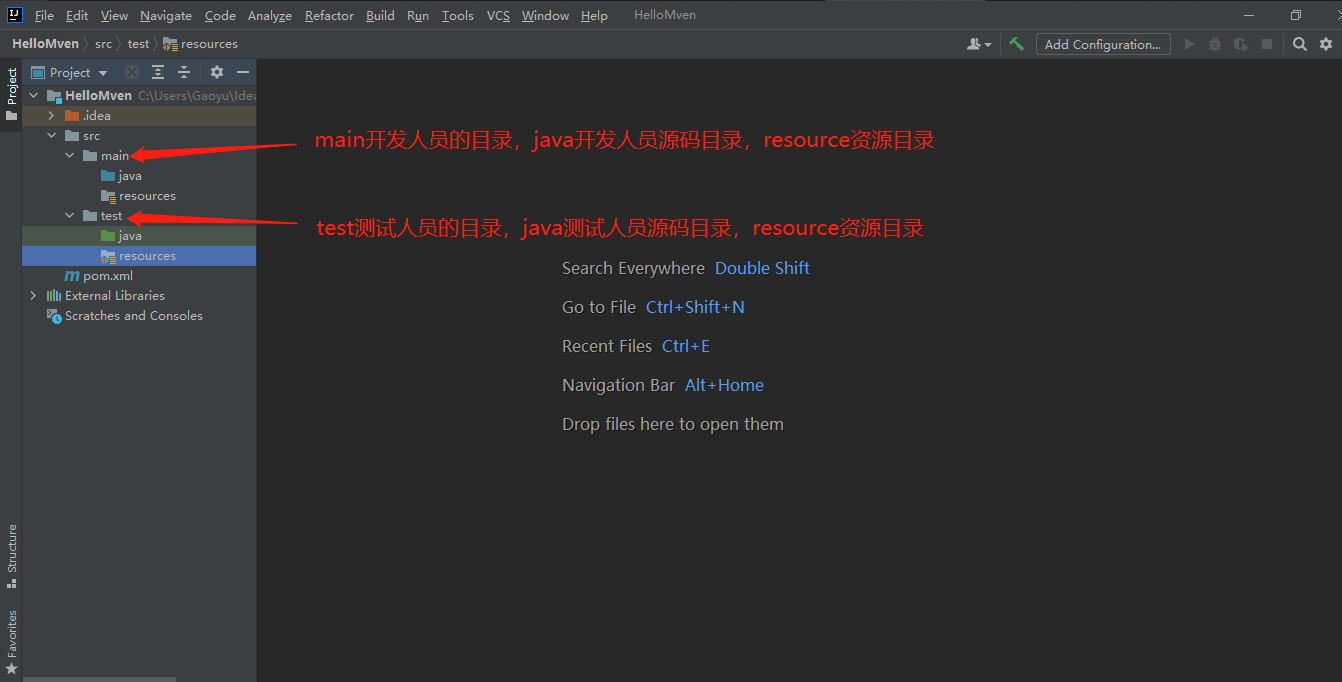 File Edit View Navigate Code Analyze Refactor Build Run Tools VCS Window Help HelloMven
HelloMven src test resources Add Configuration...
Project
Project
HelloMven C:\Users\Gaoyu\Idea
.idea
src
main
java
resources
test
java
resources
pom.xml
External Libraries
Scratches and Consoles
main开发人员的目录，java开发人员源码目录，resource资源目录
test测试人员的目录，java测试人员源码目录，resource资源目录
Search Everywhere Double Shift
Go to File Ctrl+Shift+N
Recent Files Ctrl+E
Navigation Bar Alt+Home
Drop files here to open them
Structure
Favorites